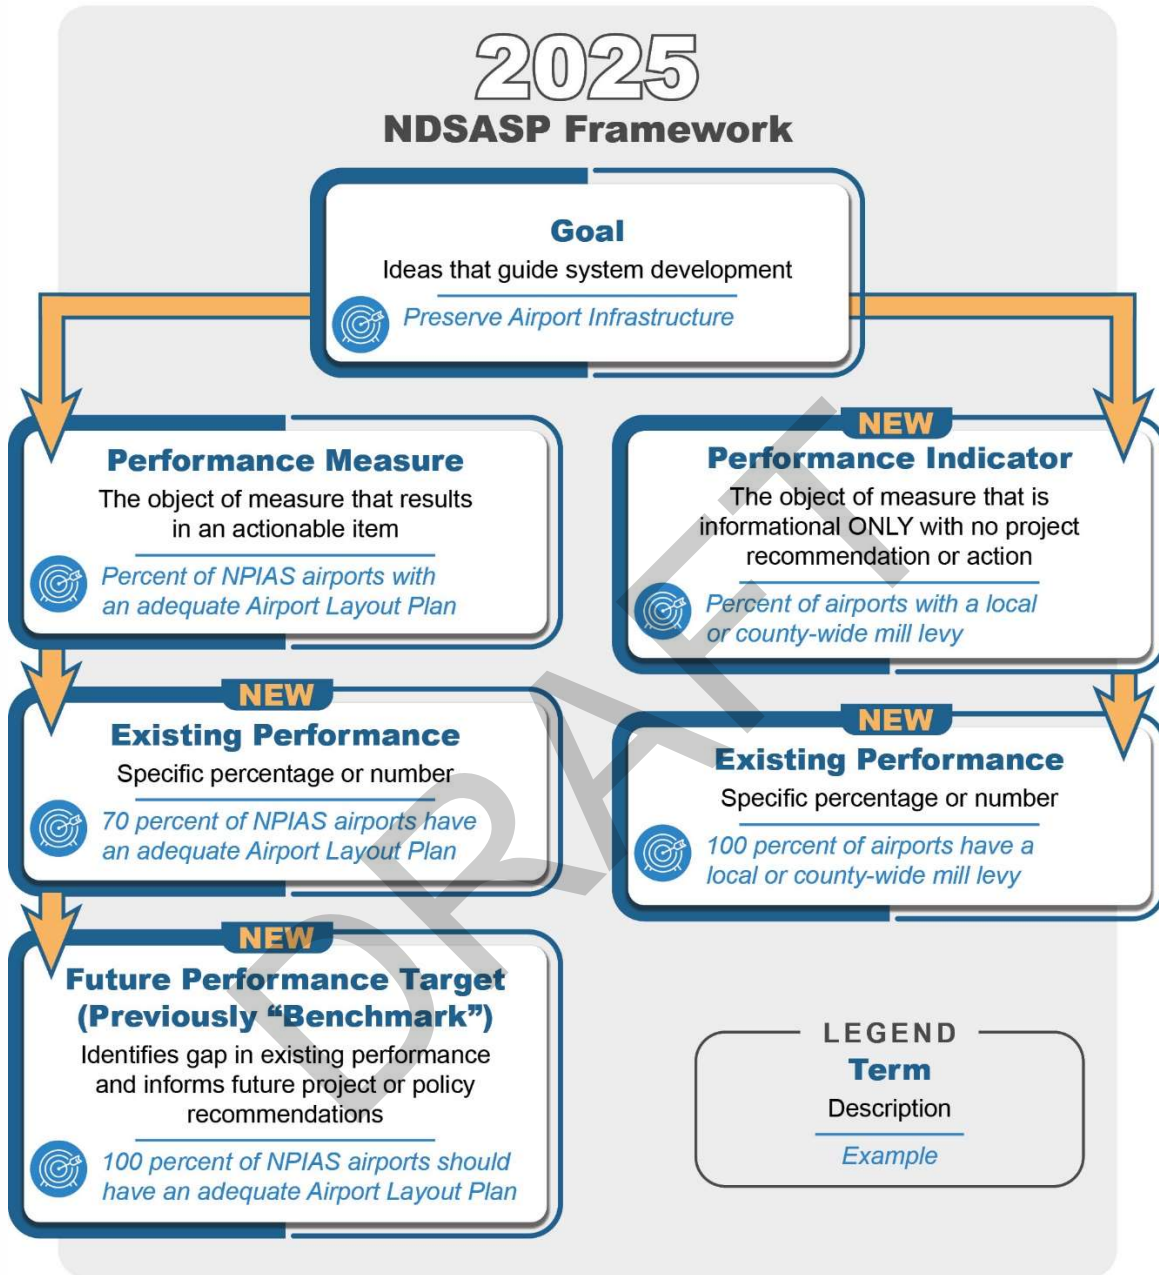 2025
NDSASP Framework
Goal
Ideas that guide system development
Preserve Airport Infrastructure
Performance Measure
The object of measure that results
in an actionable item
Percent of NPIAS airports with
an adequate Airport Layout Plan
NEW
Performance Indicator
The object of measure that is
informational ONLY with no project
recommendation or action
Percent of airports with a local
or county-wide mill levy
NEW
Existing Performance
Specific percentage or number
70 percent of NPIAS airports have
an adequate Airport Layout Plan
NEW
Existing Performance
Specific percentage or number
100 percent of airports have a
local or county-wide mill levy
NEW
Future Performance Target
(Previously “Benchmark”)
Identifies gap in existing performance
and informs future project or policy
recommendations
100 percent of NPIAS airports should
have an adequate Airport Layout Plan
LEGEND
Term
Description
Example
DRAFT